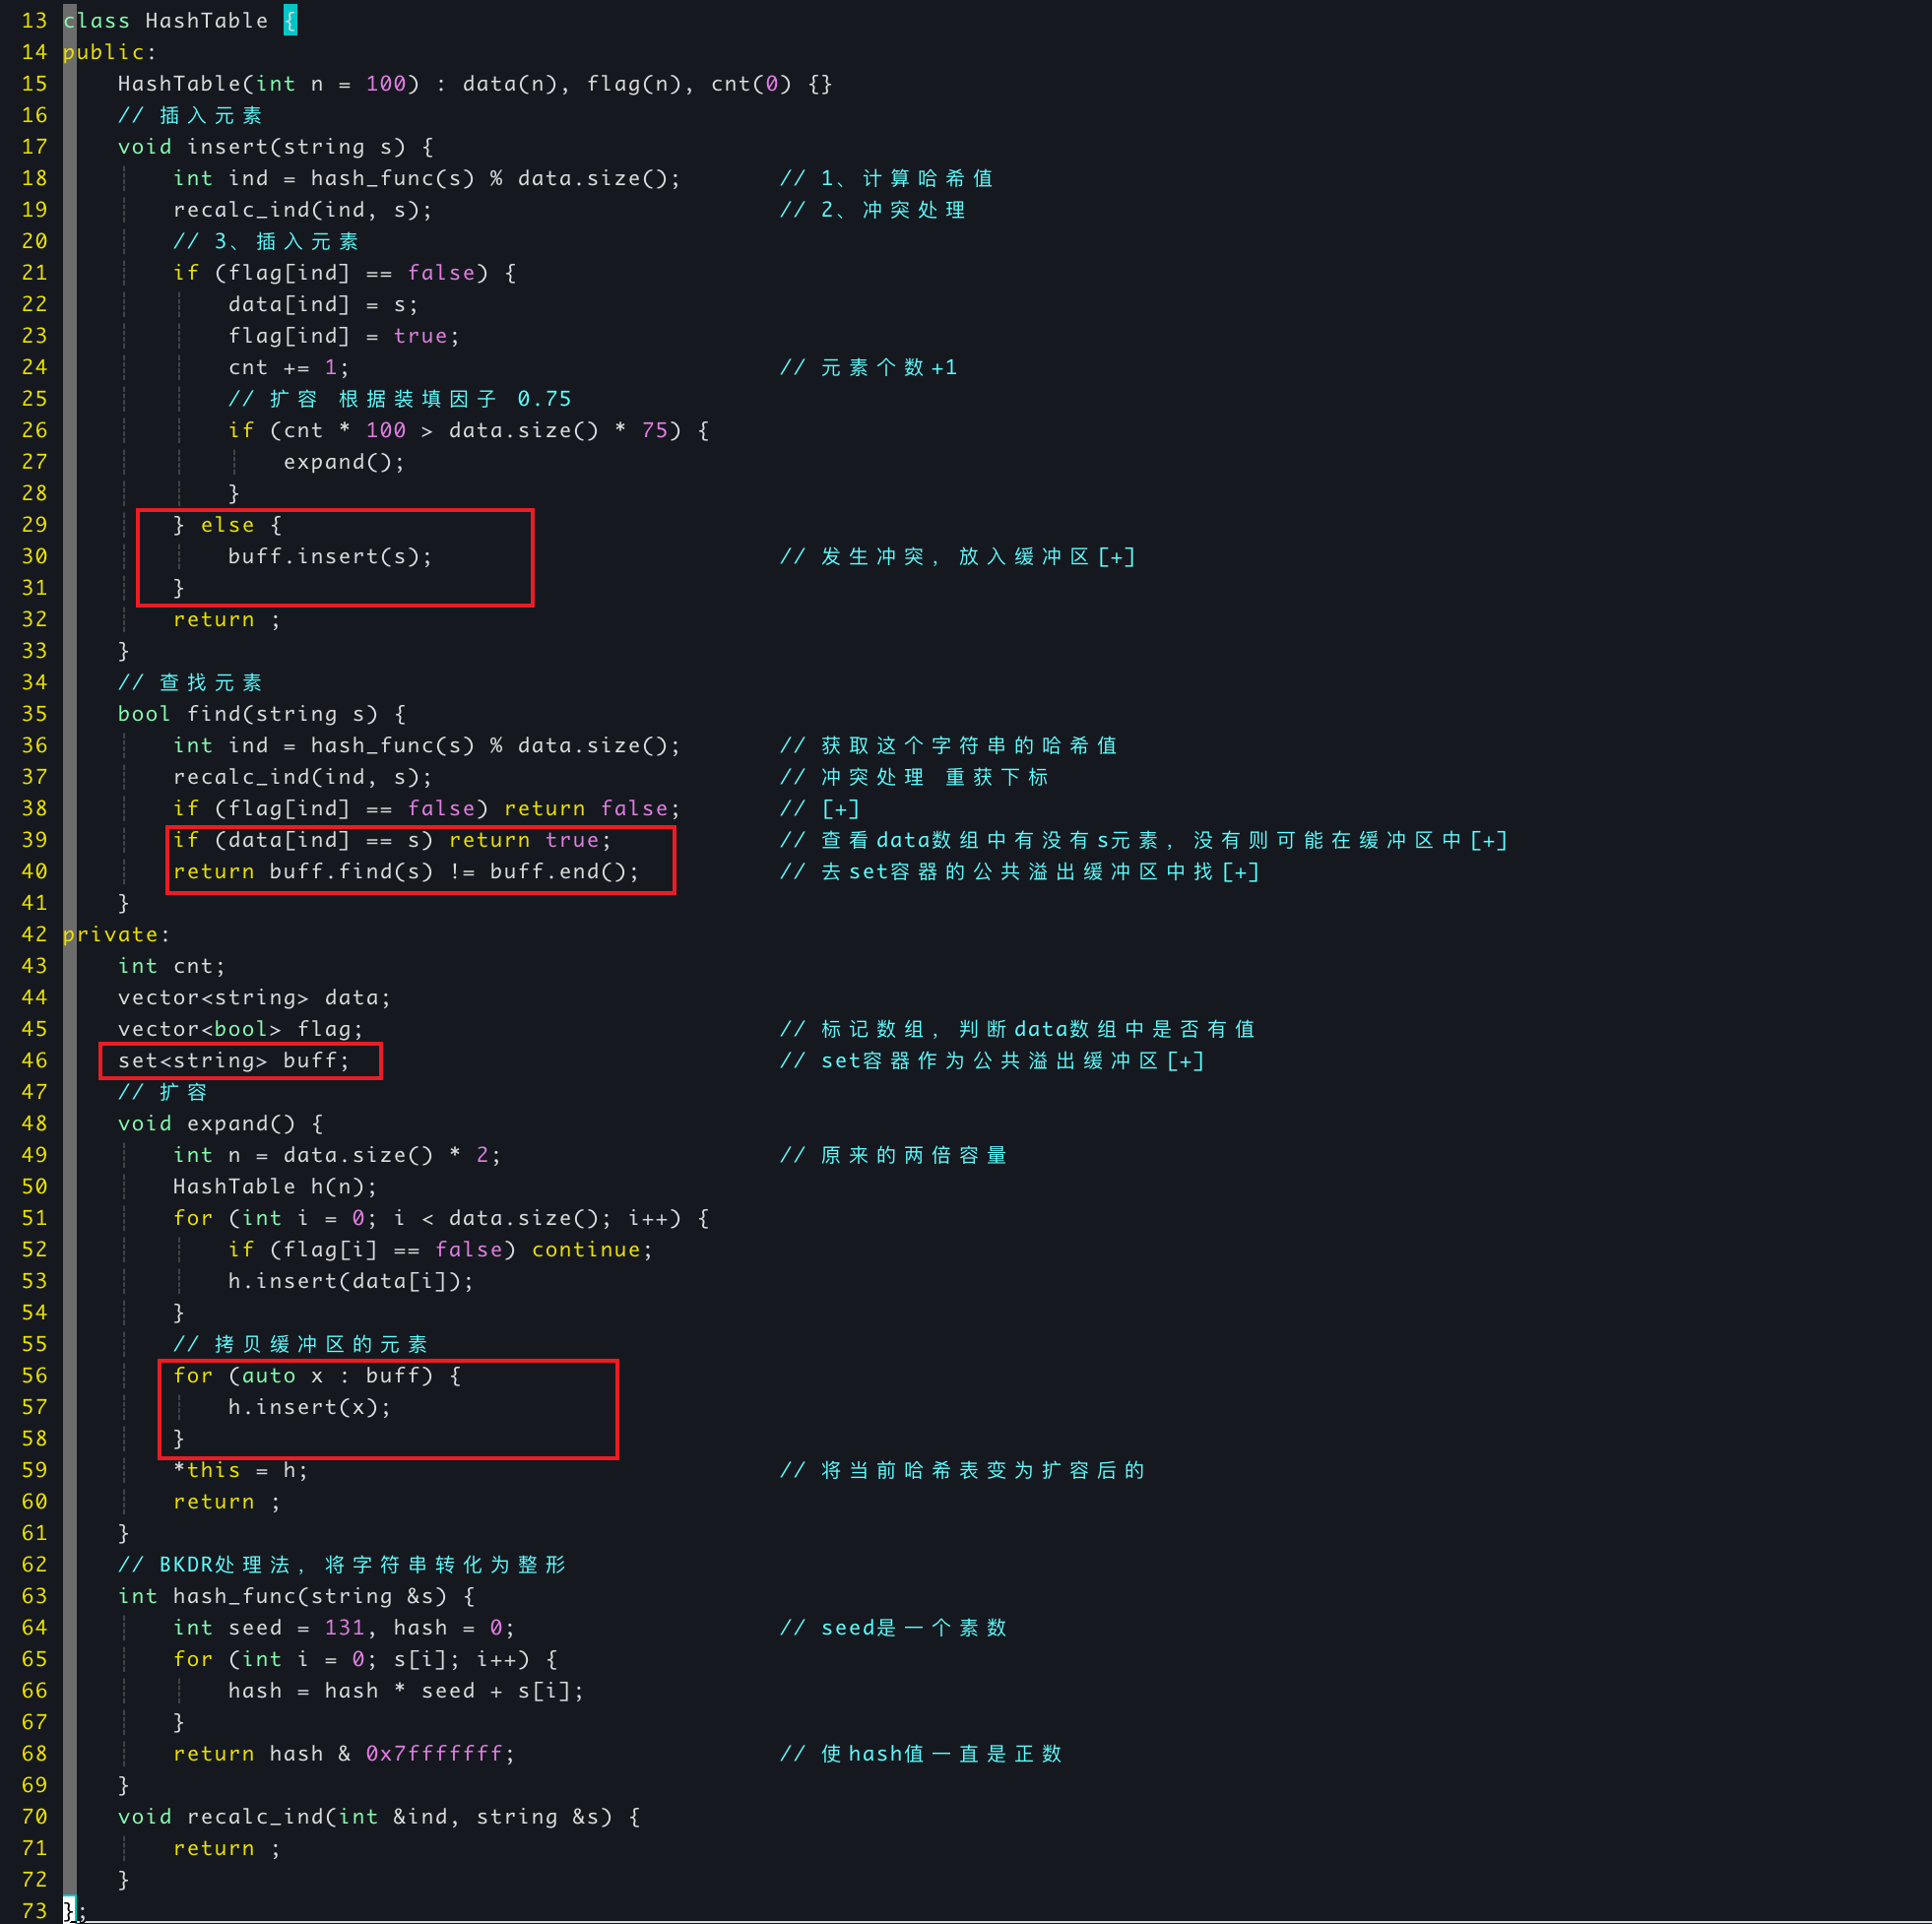 13 class HashTable {
14 public:
15     HashTable(int n = 100) : data(n), flag(n), cnt(0) {}
16     // 插入元素
17     void insert(string s) {
18         int ind = hash_func(s) % data.size();       // 1、计算哈希值
19         recalc_ind(ind, s);                         // 2、冲突处理
20         // 3、插入元素
21         if (flag[ind] == false) {
22             data[ind] = s;
23             flag[ind] = true;
24             cnt += 1;                               // 元素个数+1
25             // 扩容 根据装填因子 0.75
26             if (cnt * 100 > data.size() * 75) {
27                 expand();
28             }
29         } else {
30             buff.insert(s);                         // 发生冲突，放入缓冲区[+]
31         }
32         return ;
33     }
34     // 查找元素
35     bool find(string s) {
36         int ind = hash_func(s) % data.size();       // 获取这个字符串的哈希值
37         recalc_ind(ind, s);                         // 冲突处理 重获下标
38         if (flag[ind] == false) return false;       // [+]
39         if (data[ind] == s) return true;            // 查看data数组中有没有s元素，没有则可能在缓冲区中[+]
40         return buff.find(s) != buff.end();          // 去set容器的公共溢出缓冲区中找[+]
41     }
42 private:
43     int cnt;
44     vector<string> data;
45     vector<bool> flag;                              // 标记数组，判断data数组中是否有值
46     set<string> buff;                               // set容器作为公共溢出缓冲区[+]
47     // 扩容
48     void expand() {
49         int n = data.size() * 2;                    // 原来的两倍容量
50         HashTable h(n);
51         for (int i = 0; i < data.size(); i++) {
52             if (flag[i] == false) continue;
53             h.insert(data[i]);
54         }
55         // 拷贝缓冲区的元素
56         for (auto x : buff) {
57             h.insert(x);
58         }
59         *this = h;                                  // 将当前哈希表变为扩容后的
60         return ;
61     }
62     // BKDR处理法，将字符串转化为整形
63     int hash_func(string &s) {
64         int seed = 131, hash = 0;                   // seed是一个素数
65         for (int i = 0; s[i]; i++) {
66             hash = hash * seed + s[i];
67         }
68         return hash & 0x7fffffff;                   // 使hash值一直是正数
69     }
70     void recalc_ind(int &ind, string &s) {
71         return ;
72     }
73 };